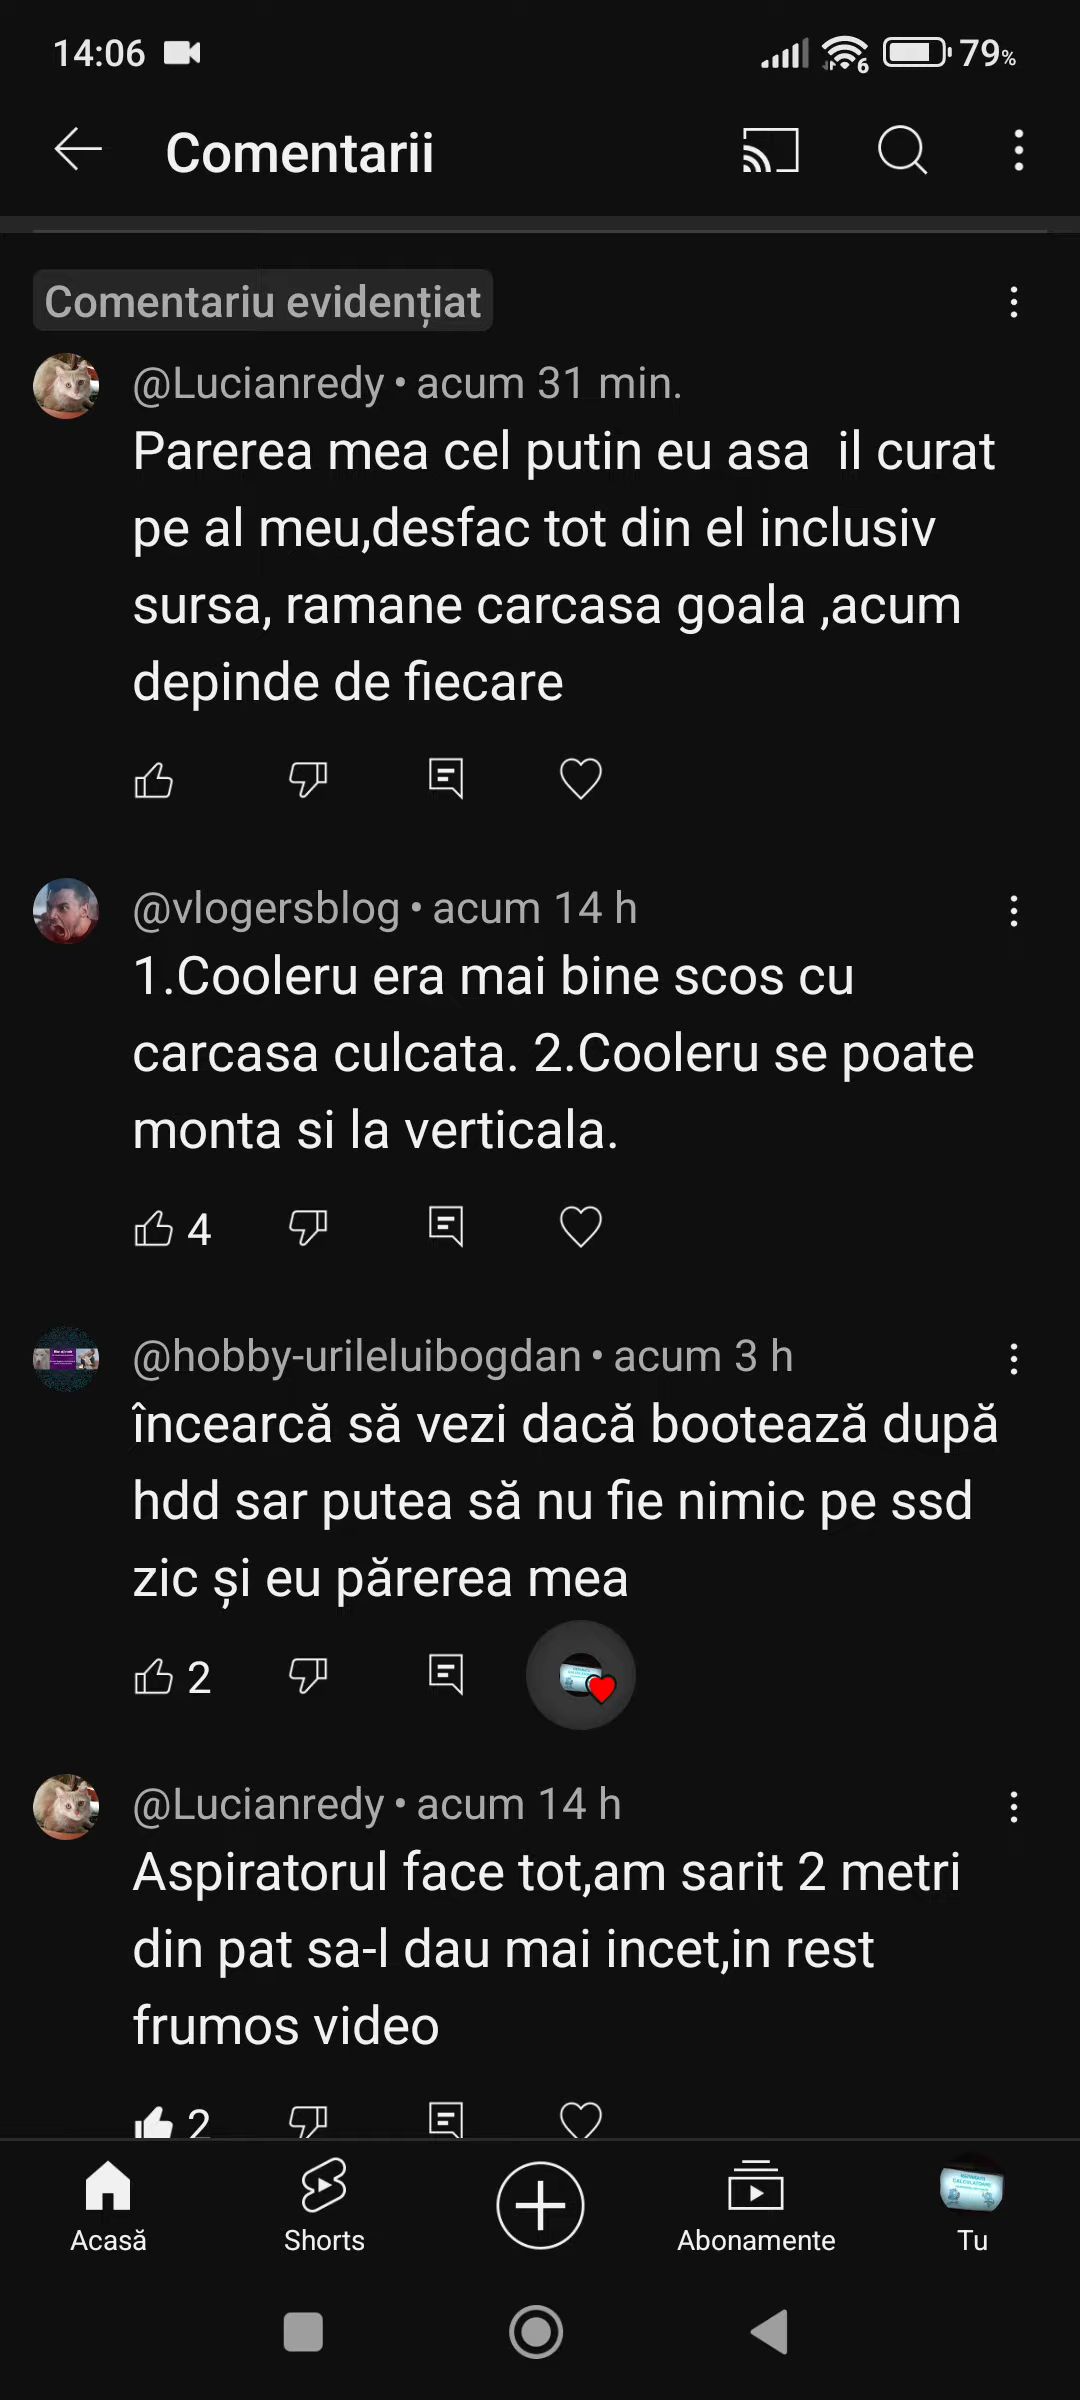 14:06
79%
Comentarii
Comentariu evidențiat
@Lucianredy • acum 31 min.
Parerea mea cel putin eu asa  il curat
pe al meu,desfac tot din el inclusiv
sursa, ramane carcasa goala ,acum
depinde de fiecare
@vlogersblog • acum 14 h
1.Cooleru era mai bine scos cu
carcasa culcata. 2.Cooleru se poate
monta si la verticala.
4
@hobby-urileluibogdan • acum 3 h
încearcă să vezi dacă bootează după
hdd sar putea să nu fie nimic pe ssd
zic și eu părerea mea
2
@Lucianredy • acum 14 h
Aspiratorul face tot,am sarit 2 metri
din pat sa-l dau mai incet,in rest
frumos video
2
Acasă
Shorts
Abonamente
Tu